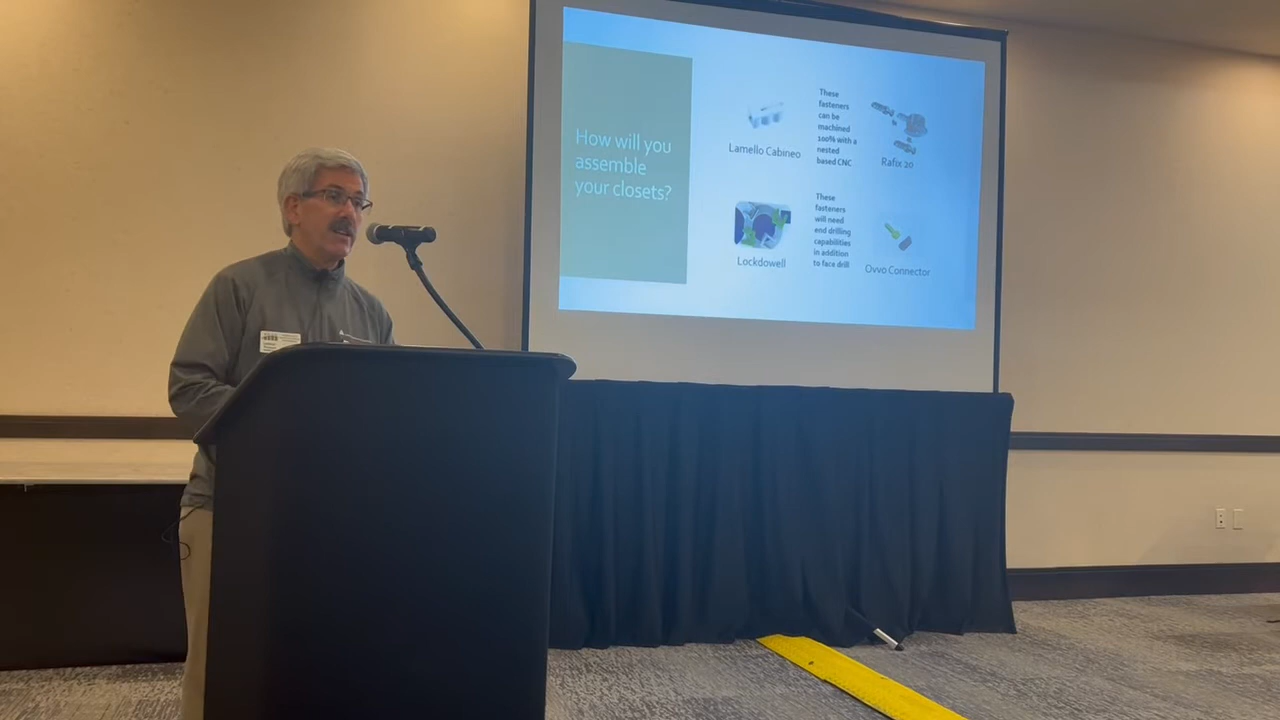 How will you
assemble
your closets?
Lamello Cabineo
These
fasteners
can be
machined
100% with a
nested
based CNC
Rafix 20
Lockdowell
These
fasteners
will need
end drilling
capabilities
in addition
to face drill
Ovvo Connector